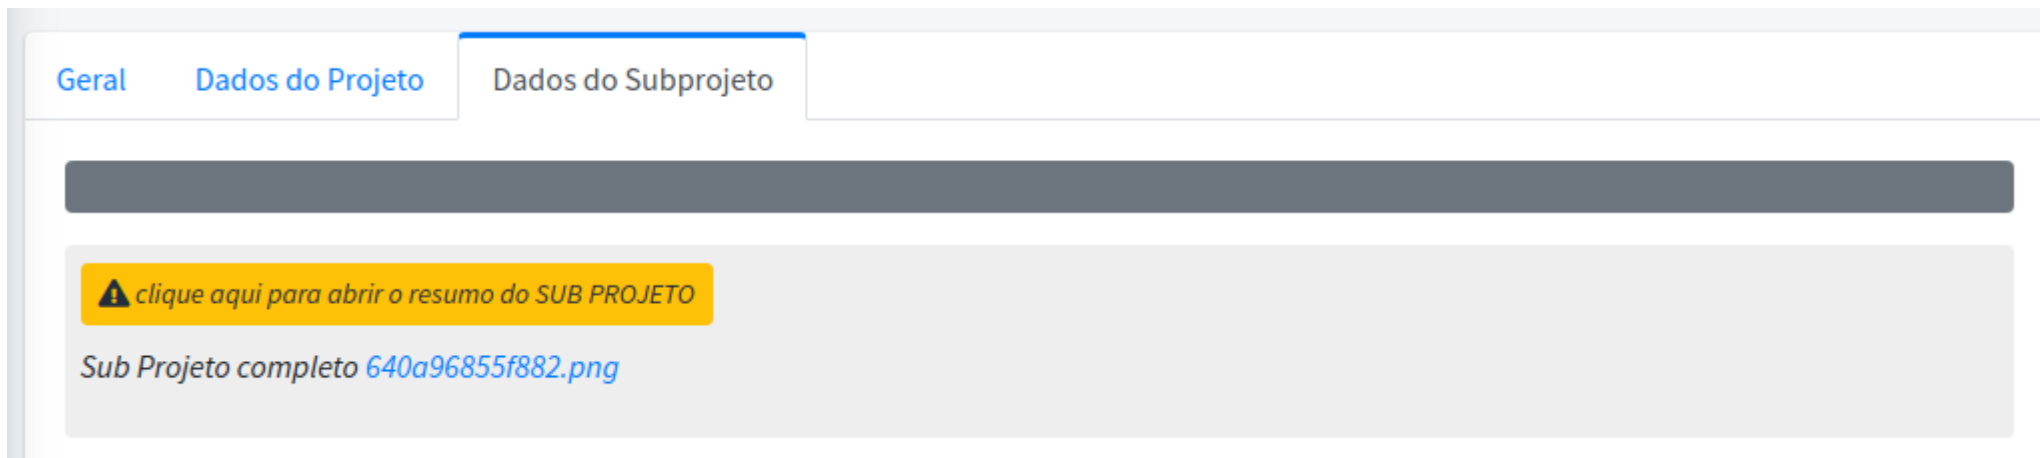 Geral Dados do Projeto Dados do Subprojeto
clique aqui para abrir o resumo do SUB PROJETO
Sub Projeto completo 640a96855f882.png